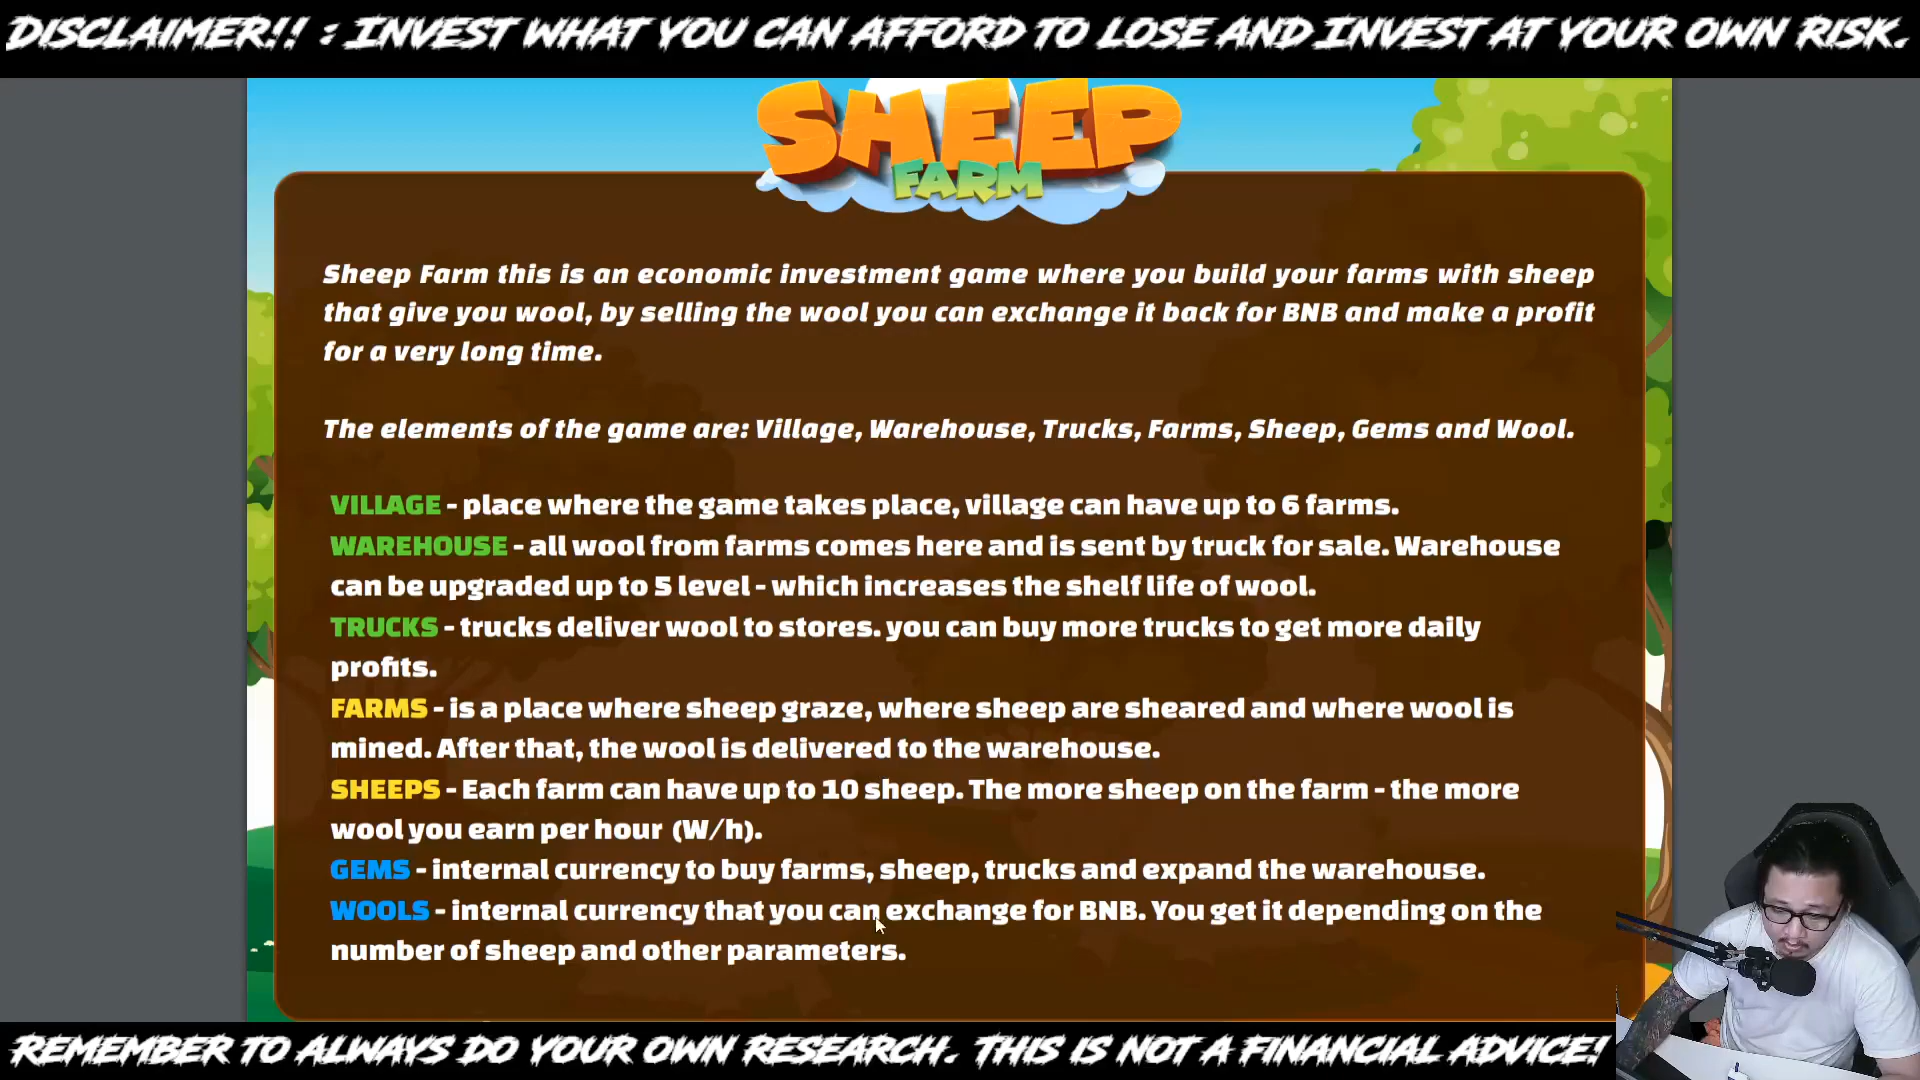 DISCLAIMER!! : INVEST WHAT YOU CAN AFFORD TO LOSE AND INVEST AT YOUR OWN RISK.
SHEEP
FARM
Sheep Farm this is an economic investment game where you build your farms with sheep
that give you wool, by selling the wool you can exchange it back for BNB and make a profit
for a very long time.
The elements of the game are: Village, Warehouse, Trucks, Farms, Sheep, Gems and Wool.
VILLAGE - place where the game takes place, village can have up to 6 farms.
WAREHOUSE - all wool from farms comes here and is sent by truck for sale. Warehouse
can be upgraded up to 5 level - which increases the shelf life of wool.
TRUCKS - trucks deliver wool to stores. you can buy more trucks to get more daily
profits.
FARMS - is a place where sheep graze, where sheep are sheared and where wool is
mined. After that, the wool is delivered to the warehouse.
SHEEPS - Each farm can have up to 10 sheep. The more sheep on the farm - the more
wool you earn per hour (W/h).
GEMS - internal currency to buy farms, sheep, trucks and expand the warehouse.
WOOLS - internal currency that you can exchange for BNB. You get it depending on the
number of sheep and other parameters.
REMEMBER TO ALWAYS DO YOUR OWN RESEARCH. THIS IS NOT A FINANCIAL ADVICE!